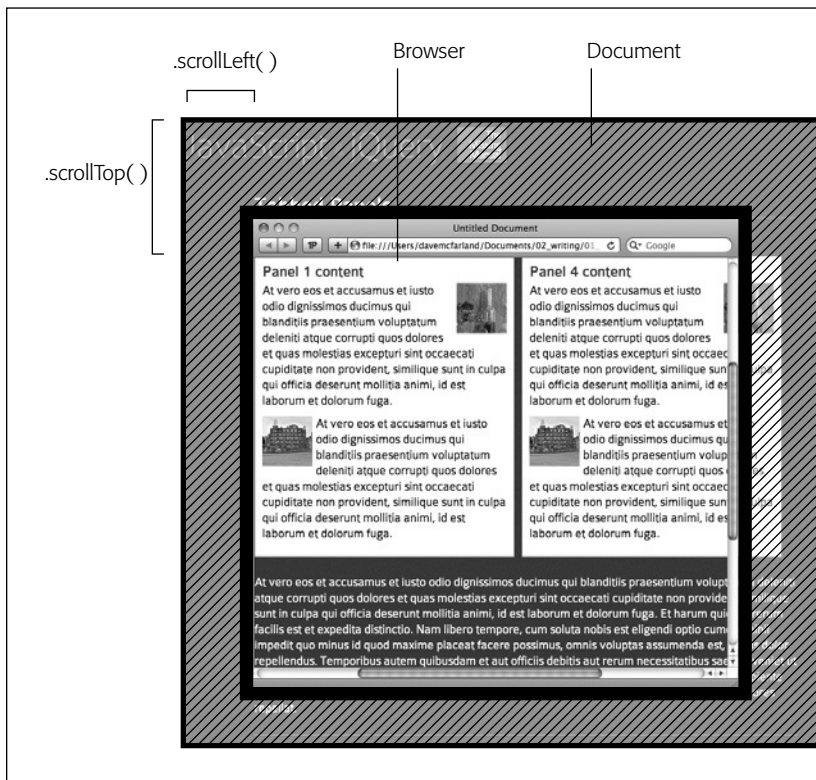 Browser
Document
.scrollLeft( )
.scrollTop( )
JavaScript jQuery
Untitled Document
file:///Users/davemcfarland/Documents/02_writing/01_
Google
Panel 1 content
At vero eos et accusamus et iusto
odio dignissimos ducimus qui
blanditiis praesentium voluptatum
deleniti atque corrupti quos dolores
et quas molestias excepturi sint occaecati
cupiditate non provident, similique sunt in culpa
qui officia deserunt mollitia animi, id est
laborum et dolorum fuga.
At vero eos et accusamus et iusto
odio dignissimos ducimus qui
blanditiis praesentium voluptatum
deleniti atque corrupti quos dolores
et quas molestias excepturi sint occaecati
cupiditate non provident, similique sunt in culpa
qui officia deserunt mollitia animi, id est
laborum et dolorum fuga.
Panel 4 content
At vero eos et accusamus et iusto
odio dignissimos ducimus qui
blanditiis praesentium voluptatum
deleniti atque corrupti quos dolores
et quas molestias excepturi sint occaec
cupiditate non provident, similique sun
qui officia deserunt mollitia animi, id es
laborum et dolorum fuga.
At vero eos et accusamus et
odio dignissimos ducimus qu
blanditiis praesentium volup
deleniti atque corrupti quos
et quas molestias excepturi sint occaec
cupiditate non provident, similique sun
qui officia deserunt mollitia animi, id es
laborum et dolorum fuga.
At vero eos et accusamus et iusto odio dignissimos ducimus qui blanditiis praesentium volupt
atque corrupti quos dolores et quas molestias excepturi sint occaecati cupiditate non provide
sunt in culpa qui officia deserunt mollitia animi, id est laborum et dolorum fuga. Et harum qui
facilis est et expedita distinctio. Nam libero tempore, cum soluta nobis est eligendi optio cum
impedit quo minus id quod maxime placeat facere possimus, omnis voluptas assumenda est,
repellendus. Temporibus autem quibusdam et aut officiis debitis aut rerum necessitatibus sae